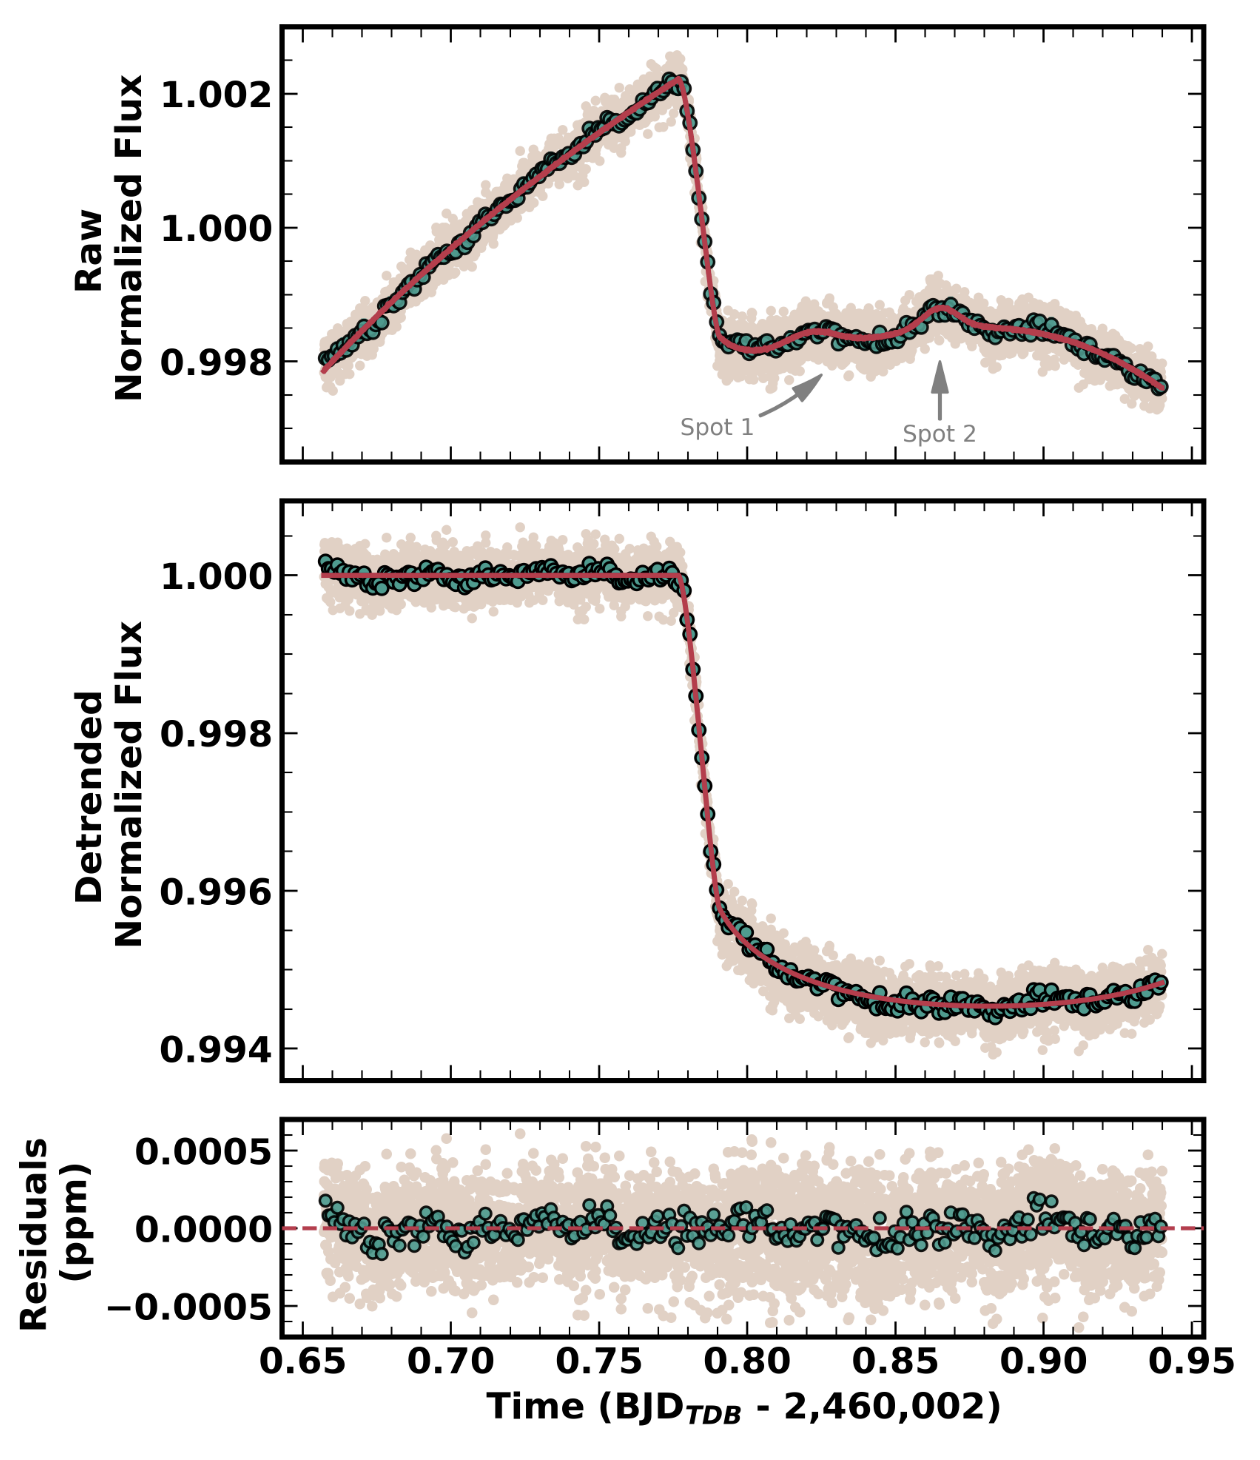 Raw
Normalized Flux
1.002
1.000
0.998
Spot 1
Spot 2
Detrended
Normalized Flux
1.000
0.998
0.996
0.994
Residuals
(ppm)
0.0005
0.0000
−0.0005
0.65 0.70 0.75 0.80 0.85 0.90 0.95
Time (BJD_TDB - 2,460,002)